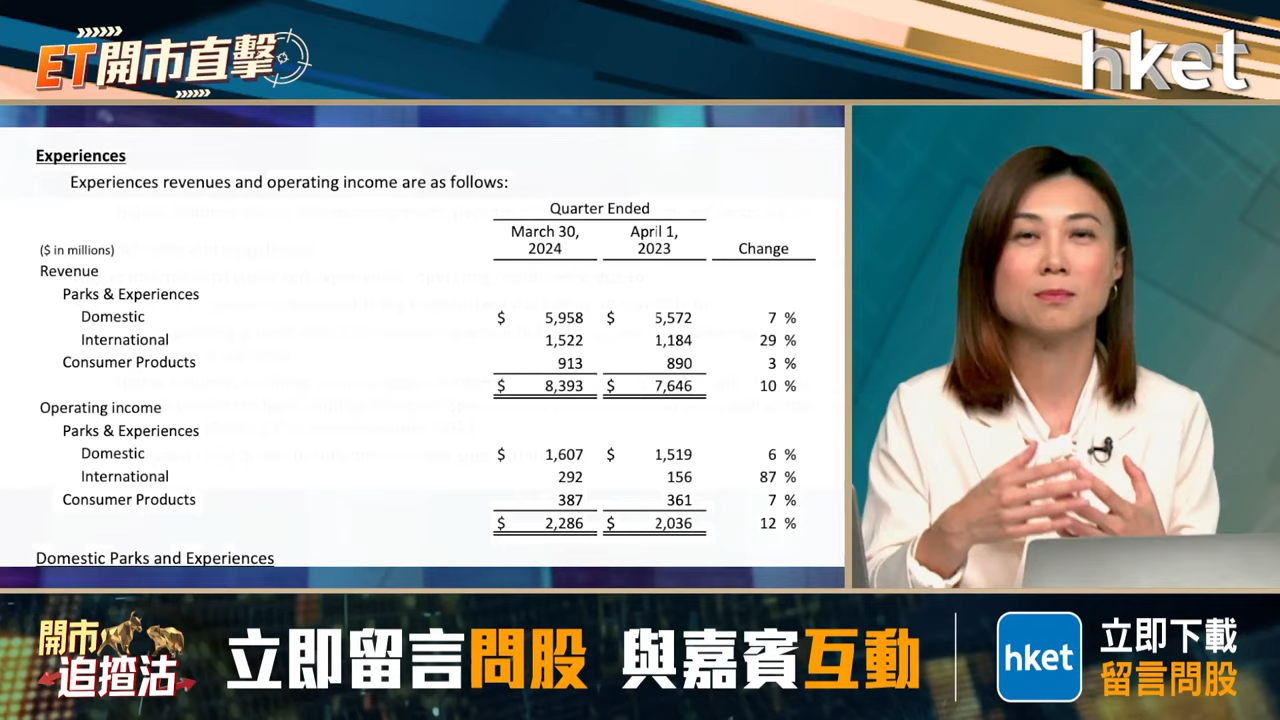 ET開市直擊
hket
Experiences
Experiences revenues and operating income are as follows:
Quarter Ended
($ in millions) March 30, 2024 April 1, 2023 Change
Revenue
Parks & Experiences
Domestic $ 5,958 $ 5,572 7 %
International 1,522 1,184 29 %
Consumer Products 913 890 3 %
$ 8,393 $ 7,646 10 %
Operating income
Parks & Experiences
Domestic $ 1,607 $ 1,519 6 %
International 292 156 87 %
Consumer Products 387 361 7 %
$ 2,286 $ 2,036 12 %
Domestic Parks and Experiences
開市
追揸沽
立即留言問股 與嘉賓互動
hket
立即下載
留言問股